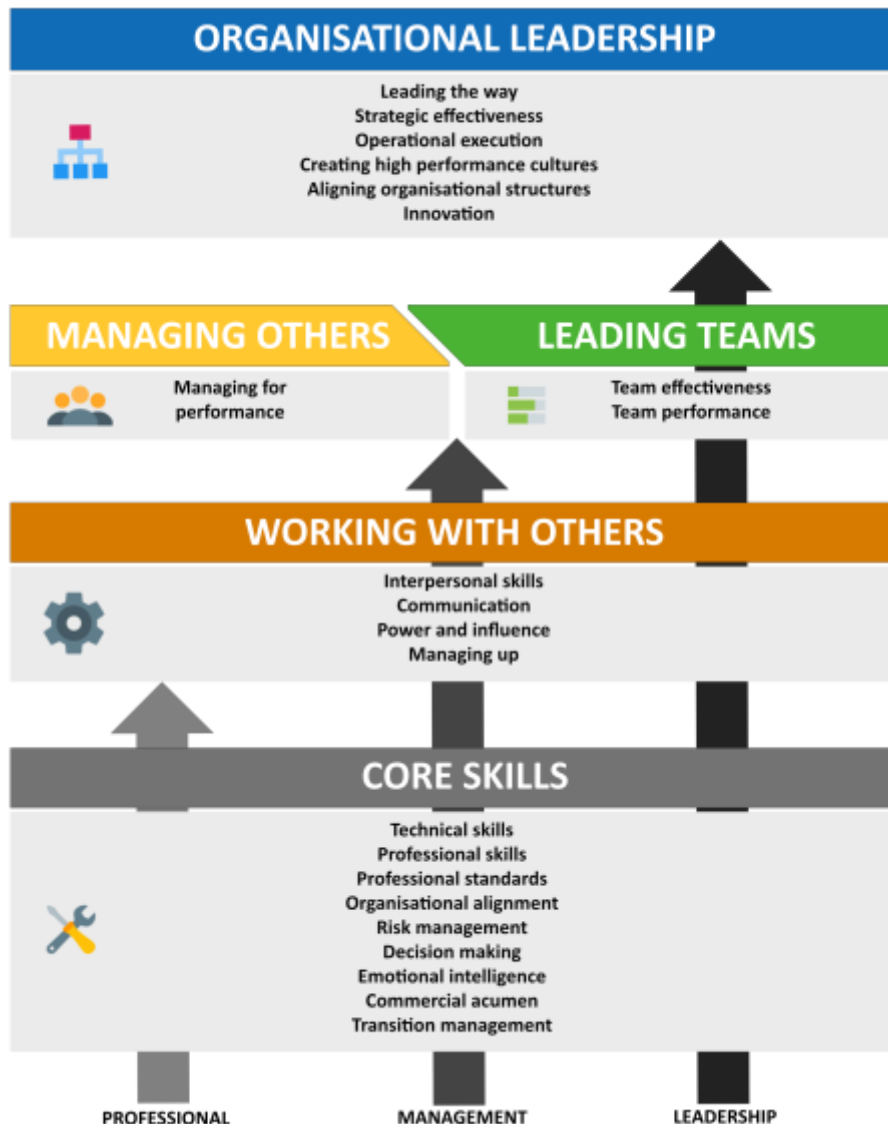 ORGANISATIONAL LEADERSHIP
Leading the way
Strategic effectiveness
Operational execution
Creating high performance cultures
Aligning organisational structures
Innovation
MANAGING OTHERS
Managing for
performance
LEADING TEAMS
Team effectiveness
Team performance
WORKING WITH OTHERS
Interpersonal skills
Communication
Power and influence
Managing up
CORE SKILLS
Technical skills
Professional skills
Professional standards
Organisational alignment
Risk management
Decision making
Emotional intelligence
Commercial acumen
Transition management
PROFESSIONAL
MANAGEMENT
LEADERSHIP